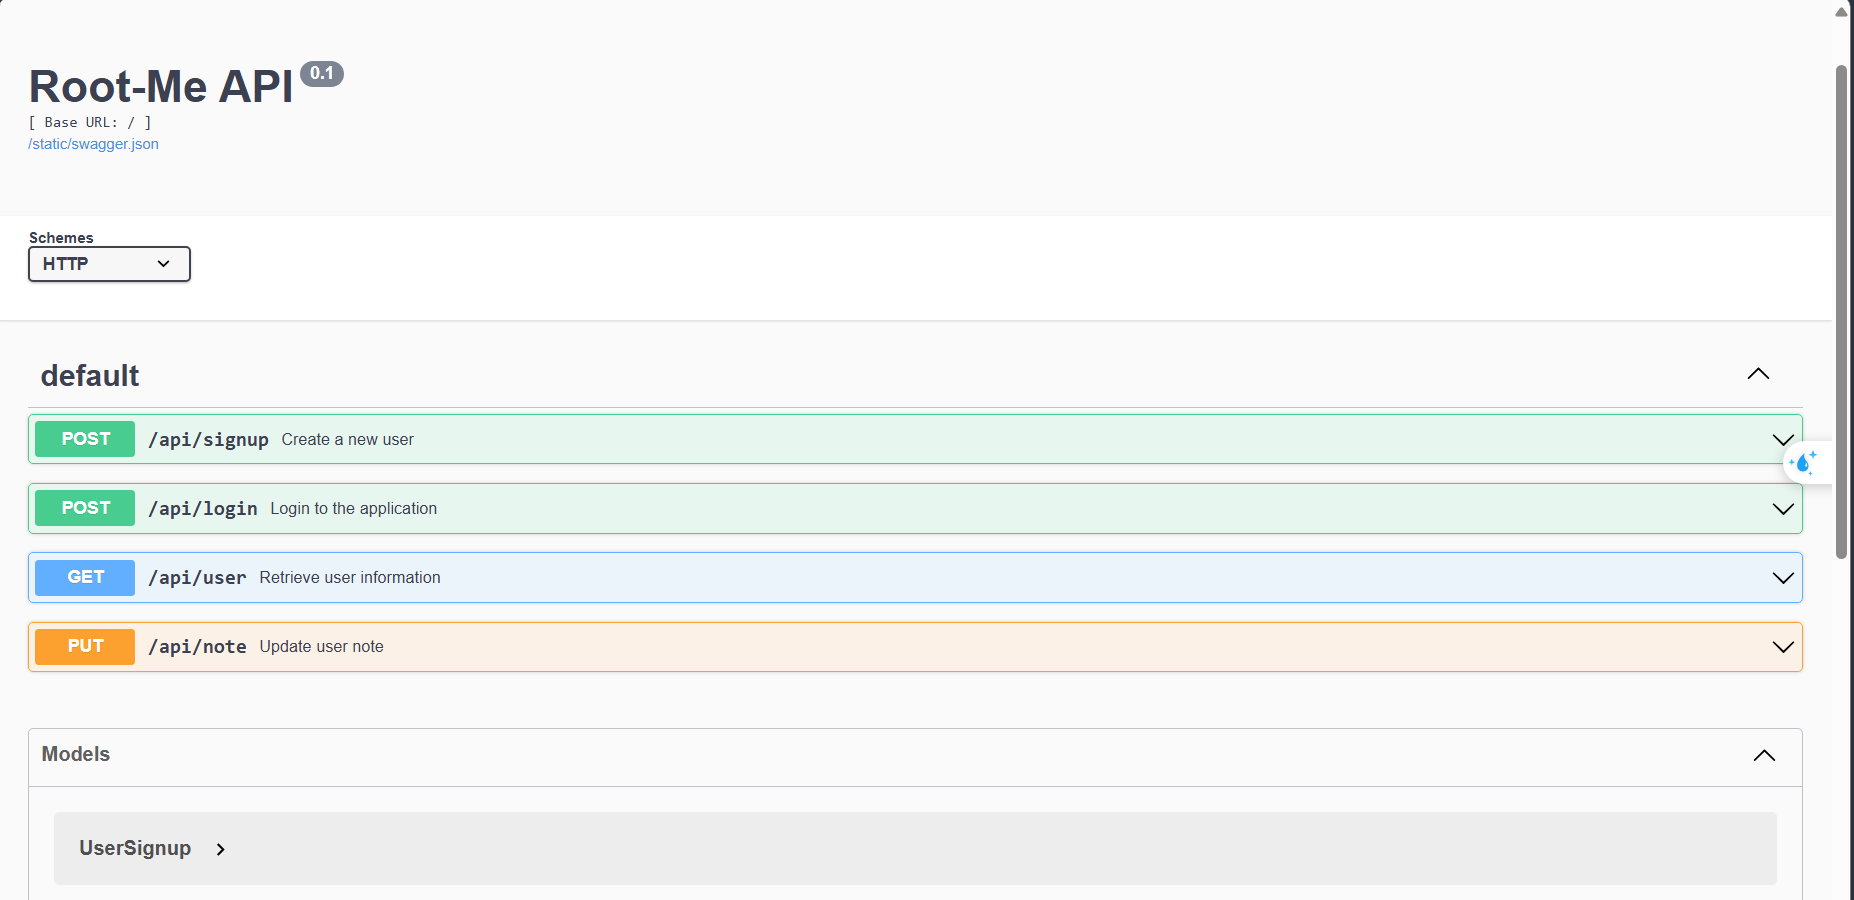 Root-Me API 0.1
[ Base URL: / ]
/static/swagger.json
Schemes
HTTP
default
POST /api/signup Create a new user
POST /api/login Login to the application
GET /api/user Retrieve user information
PUT /api/note Update user note
Models
UserSignup